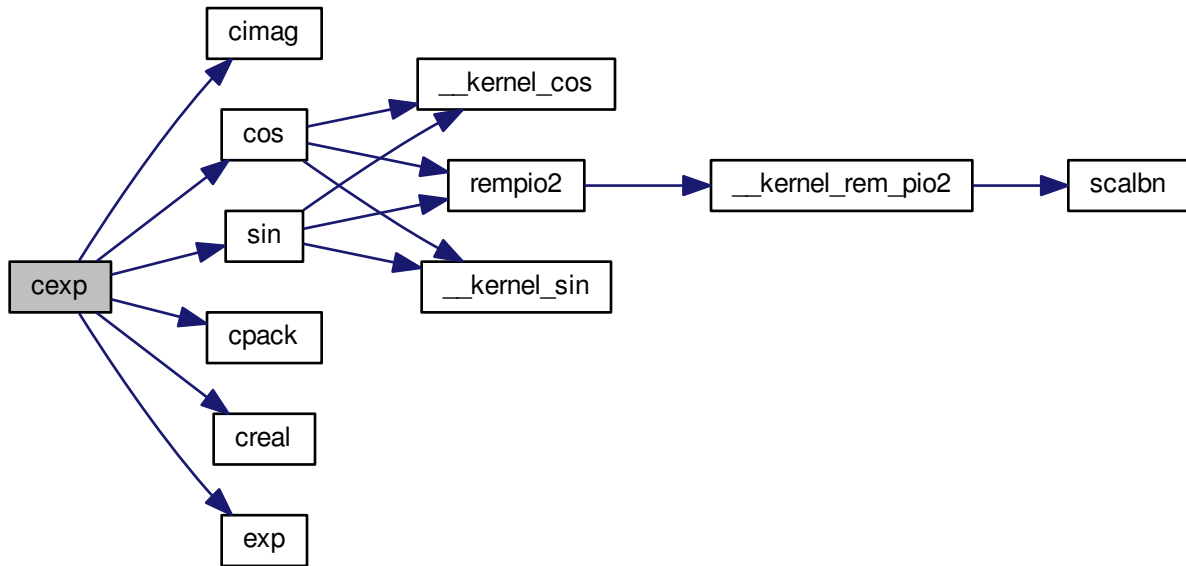 cimag
__kernel_cos
cos
rempio2
__kernel_rem_pio2
scalbn
sin
cexp
__kernel_sin
cpack
creal
exp